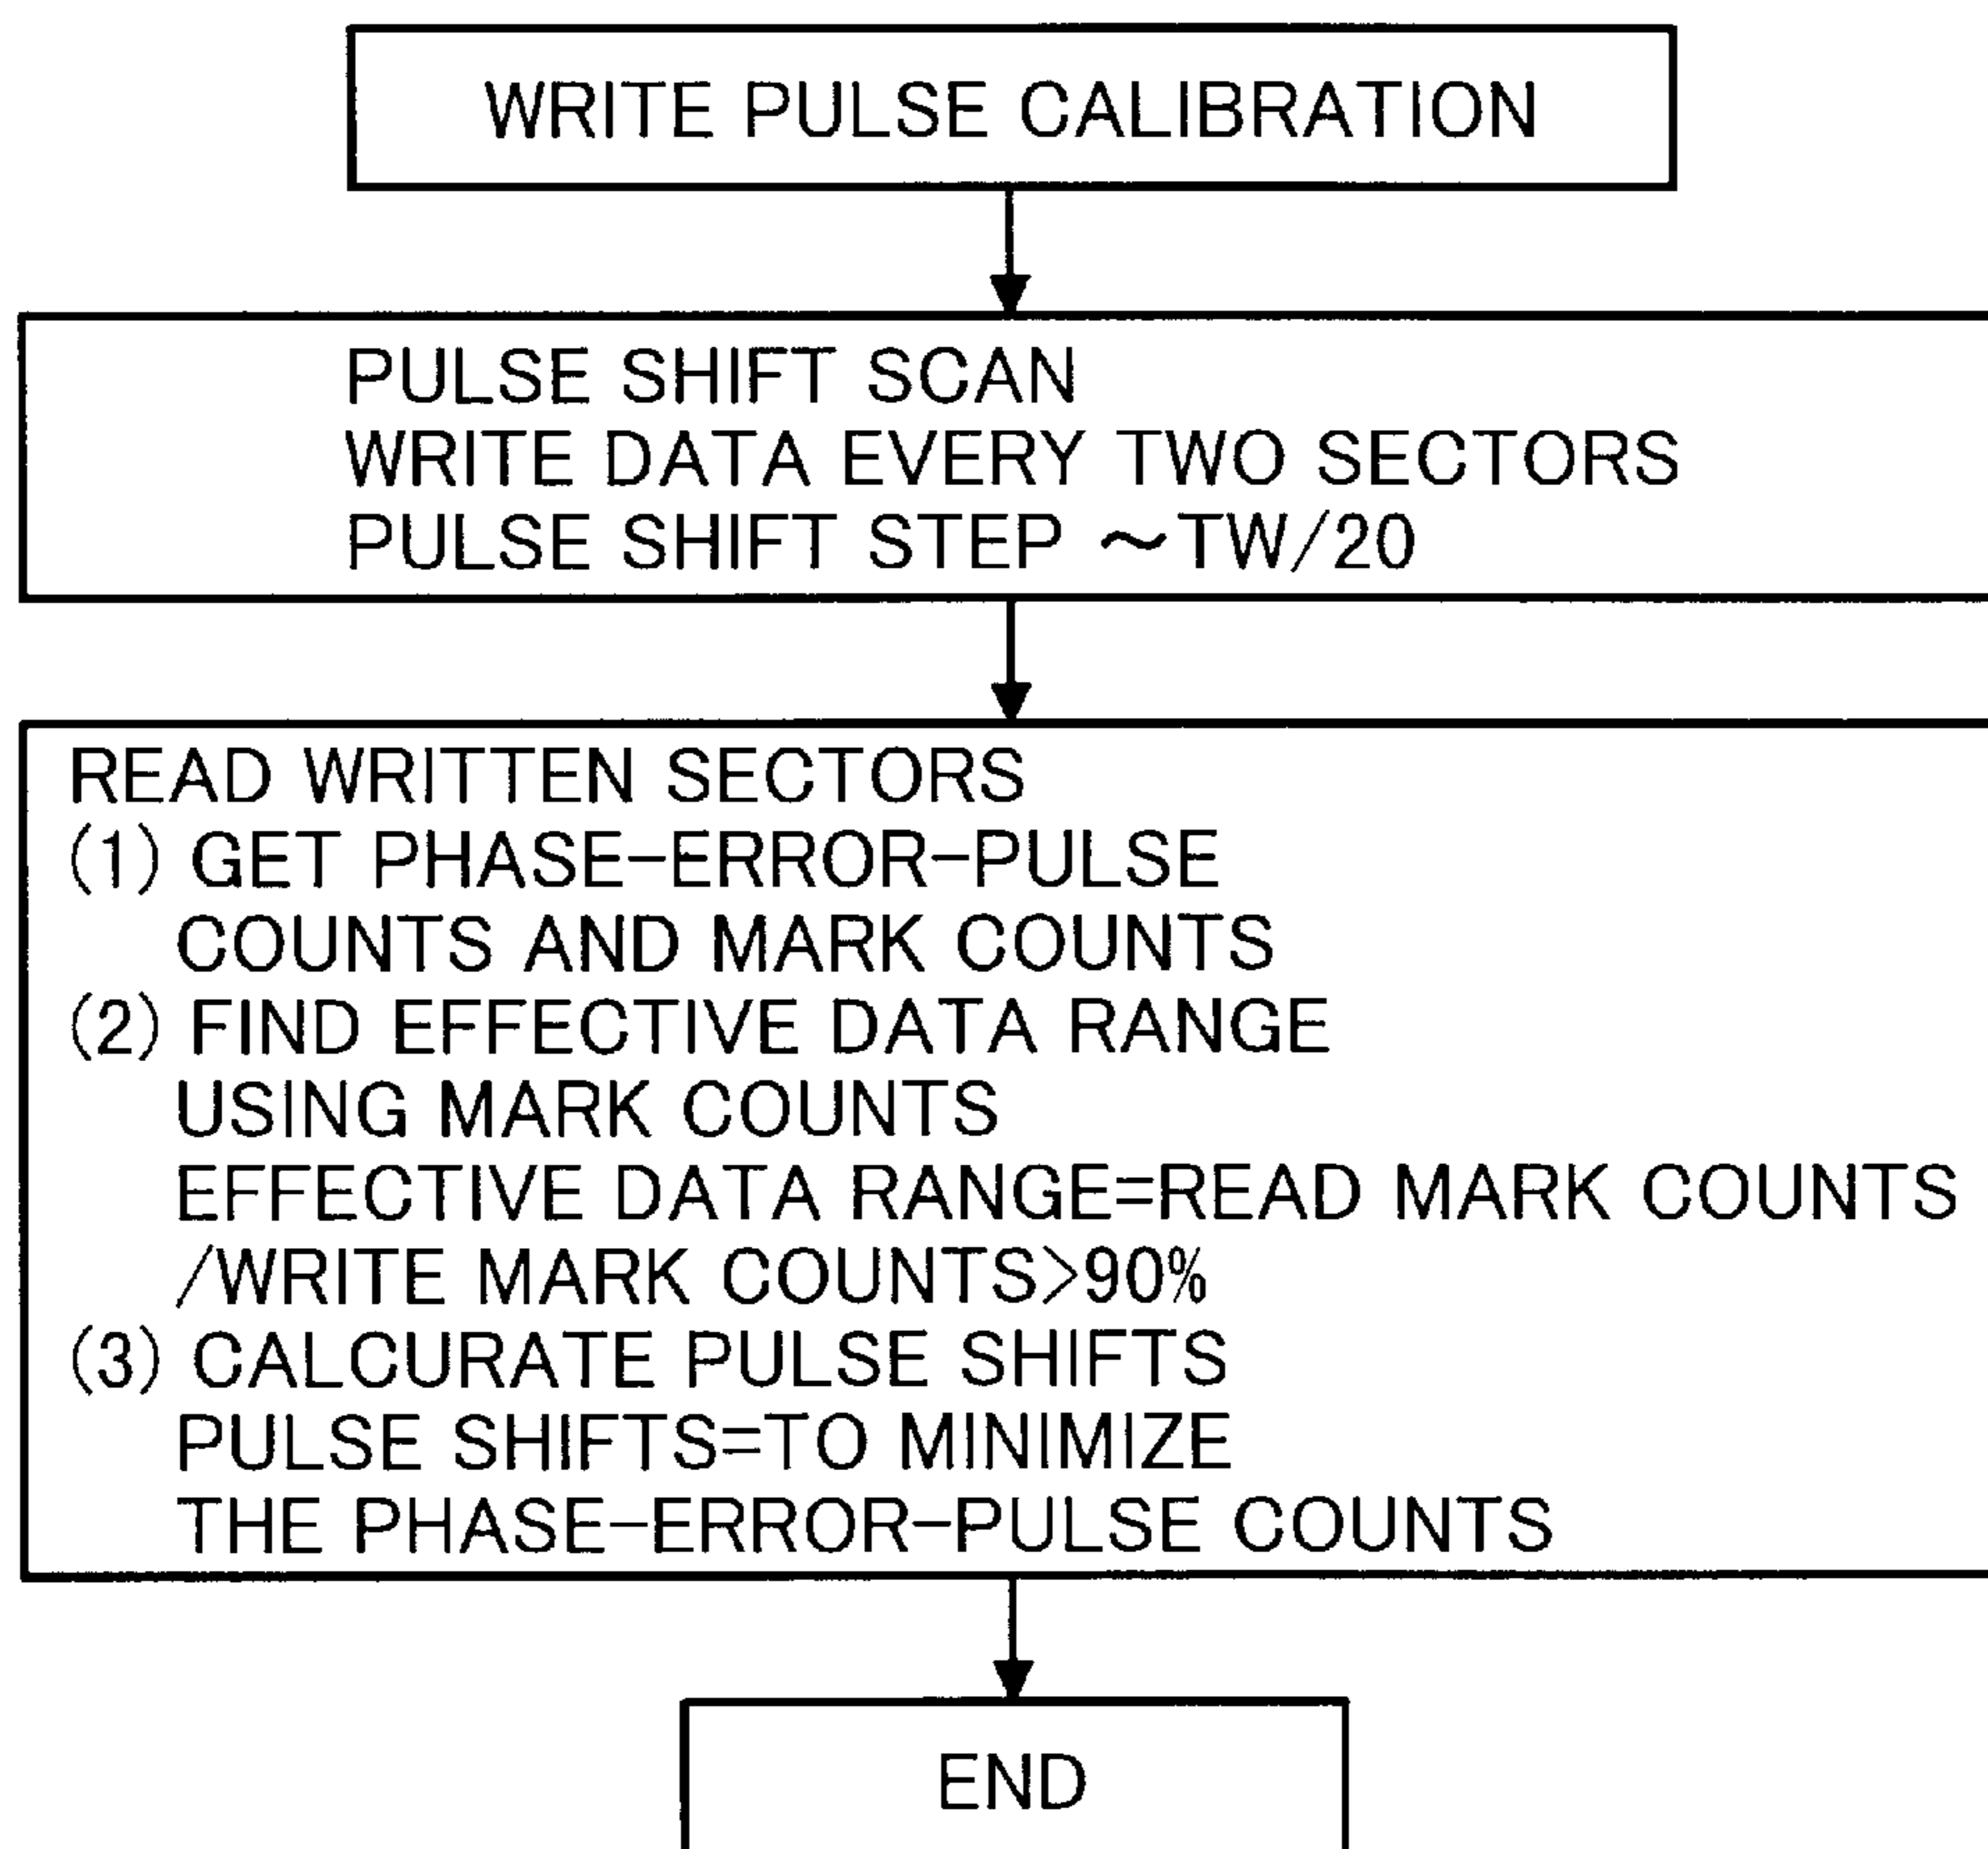 WRITE PULSE CALIBRATION
PULSE SHIFT SCAN
WRITE DATA EVERY TWO SECTORS
PULSE SHIFT STEP ～TW/20
READ WRITTEN SECTORS
(1) GET PHASE-ERROR-PULSE
COUNTS AND MARK COUNTS
(2) FIND EFFECTIVE DATA RANGE
USING MARK COUNTS
EFFECTIVE DATA RANGE=READ MARK COUNTS
/WRITE MARK COUNTS>90%
(3) CALCURATE PULSE SHIFTS
PULSE SHIFTS=TO MINIMIZE
THE PHASE-ERROR-PULSE COUNTS
END